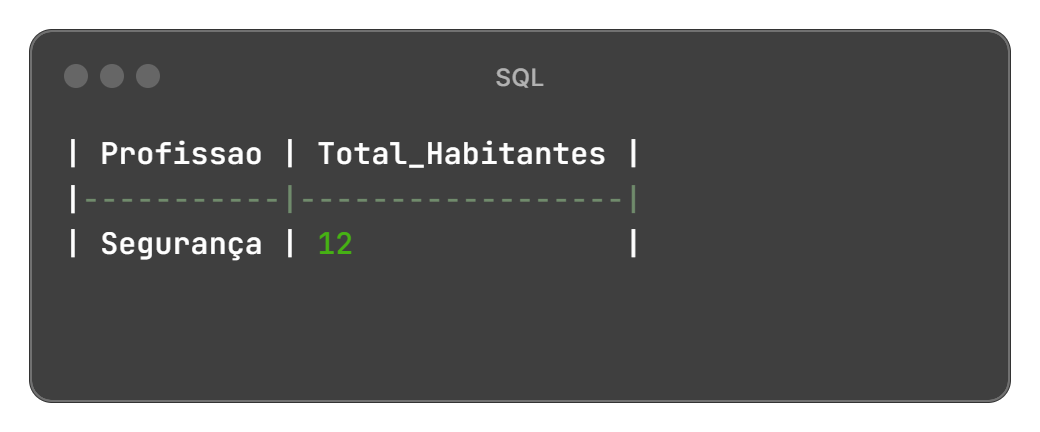 SQL
| Profissao | Total_Habitantes |
|-----------|------------------|
| Segurança | 12               |